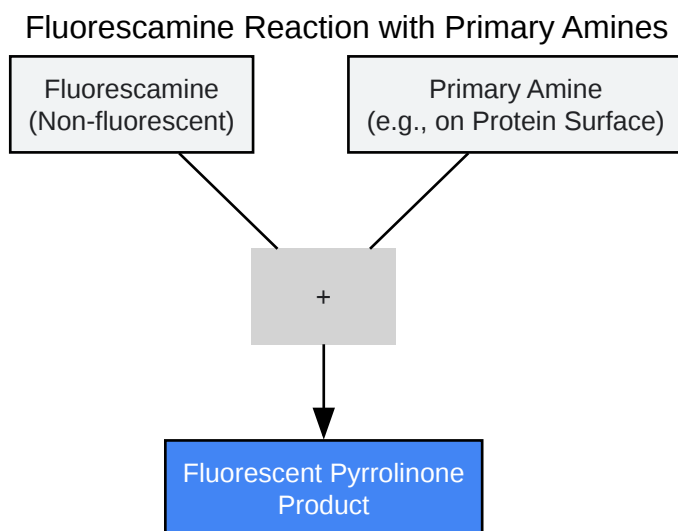 Fluorescamine Reaction with Primary Amines
Fluorescamine
(Non-fluorescent)
Primary Amine
(e.g., on Protein Surface)
+
Fluorescent Pyrrolinone
Product